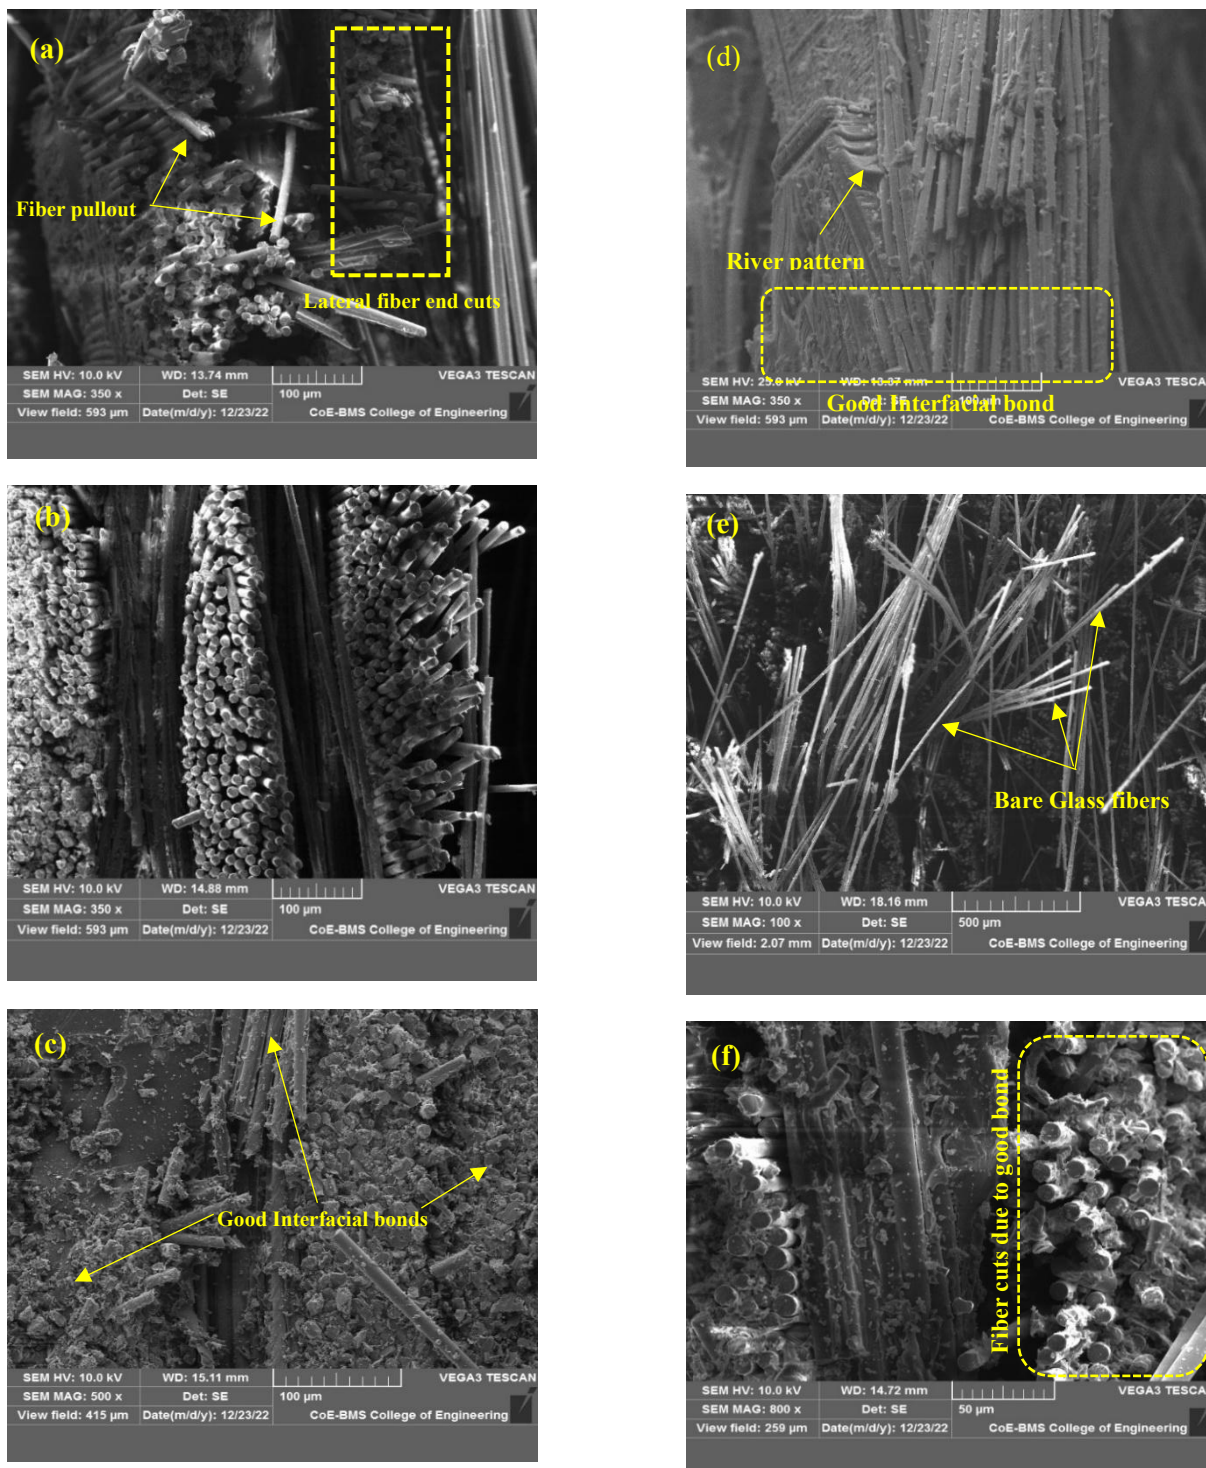 (a)
Fiber pullout
Lateral fiber end cuts
SEM HV: 10.0 kV WD: 13.74 mm VEGA3 TESCAN
SEM MAG: 350 x Det: SE 100 µm
View field: 593 µm Date(m/d/y): 12/23/22 CoE-BMS College of Engineering
(b)
SEM HV: 10.0 kV WD: 14.88 mm VEGA3 TESCAN
SEM MAG: 350 x Det: SE 100 µm
View field: 593 µm Date(m/d/y): 12/23/22 CoE-BMS College of Engineering
(c)
Good Interfacial bonds
SEM HV: 10.0 kV WD: 15.11 mm VEGA3 TESCAN
SEM MAG: 500 x Det: SE 100 µm
View field: 415 µm Date(m/d/y): 12/23/22 CoE-BMS College of Engineering
(d)
River pattern
SEM HV: kV WD: mm VEGA3 TESCAN
SEM MAG: 350 x Det: SE 100 µm
Good Interfacial bond
View field: 593 µm Date(m/d/y): 12/23/22 CoE-BMS College of Engineering
(e)
Bare Glass fibers
SEM HV: 10.0 kV WD: 18.16 mm VEGA3 TESCAN
SEM MAG: 100 x Det: SE 500 µm
View field: 2.07 mm Date(m/d/y): 12/23/22 CoE-BMS College of Engineering
(f)
Fiber cuts due to good bond
SEM HV: 10.0 kV WD: 14.72 mm VEGA3 TESCAN
SEM MAG: 800 x Det: SE 50 µm
View field: 259 µm Date(m/d/y): 12/23/22 CoE-BMS College of Engineering